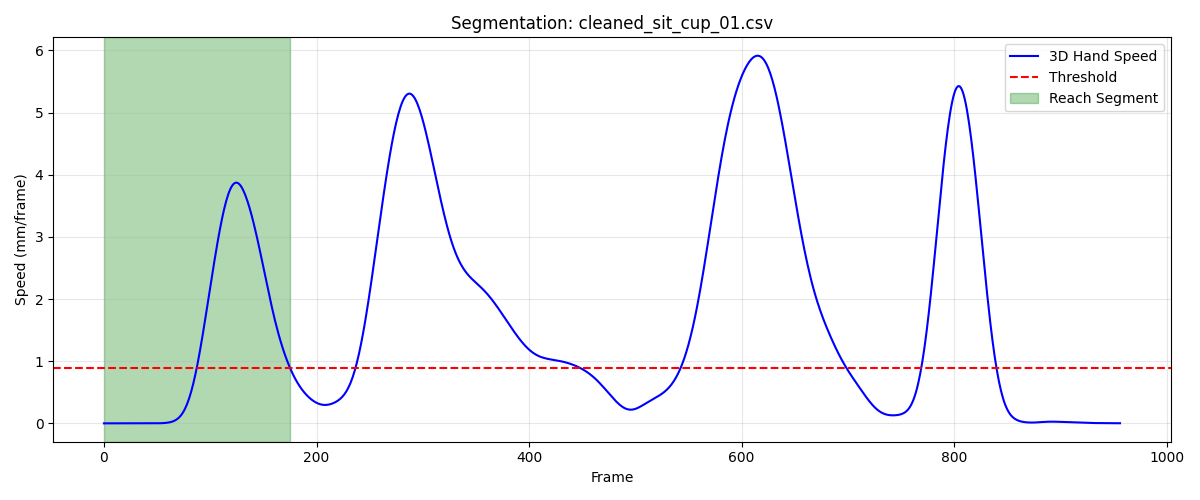 Segmentation: cleaned_sit_cup_01.csv
3D Hand Speed
Threshold
Reach Segment
Speed (mm/frame)
6
5
4
3
2
1
0
0 200 400 600 800 1000
Frame